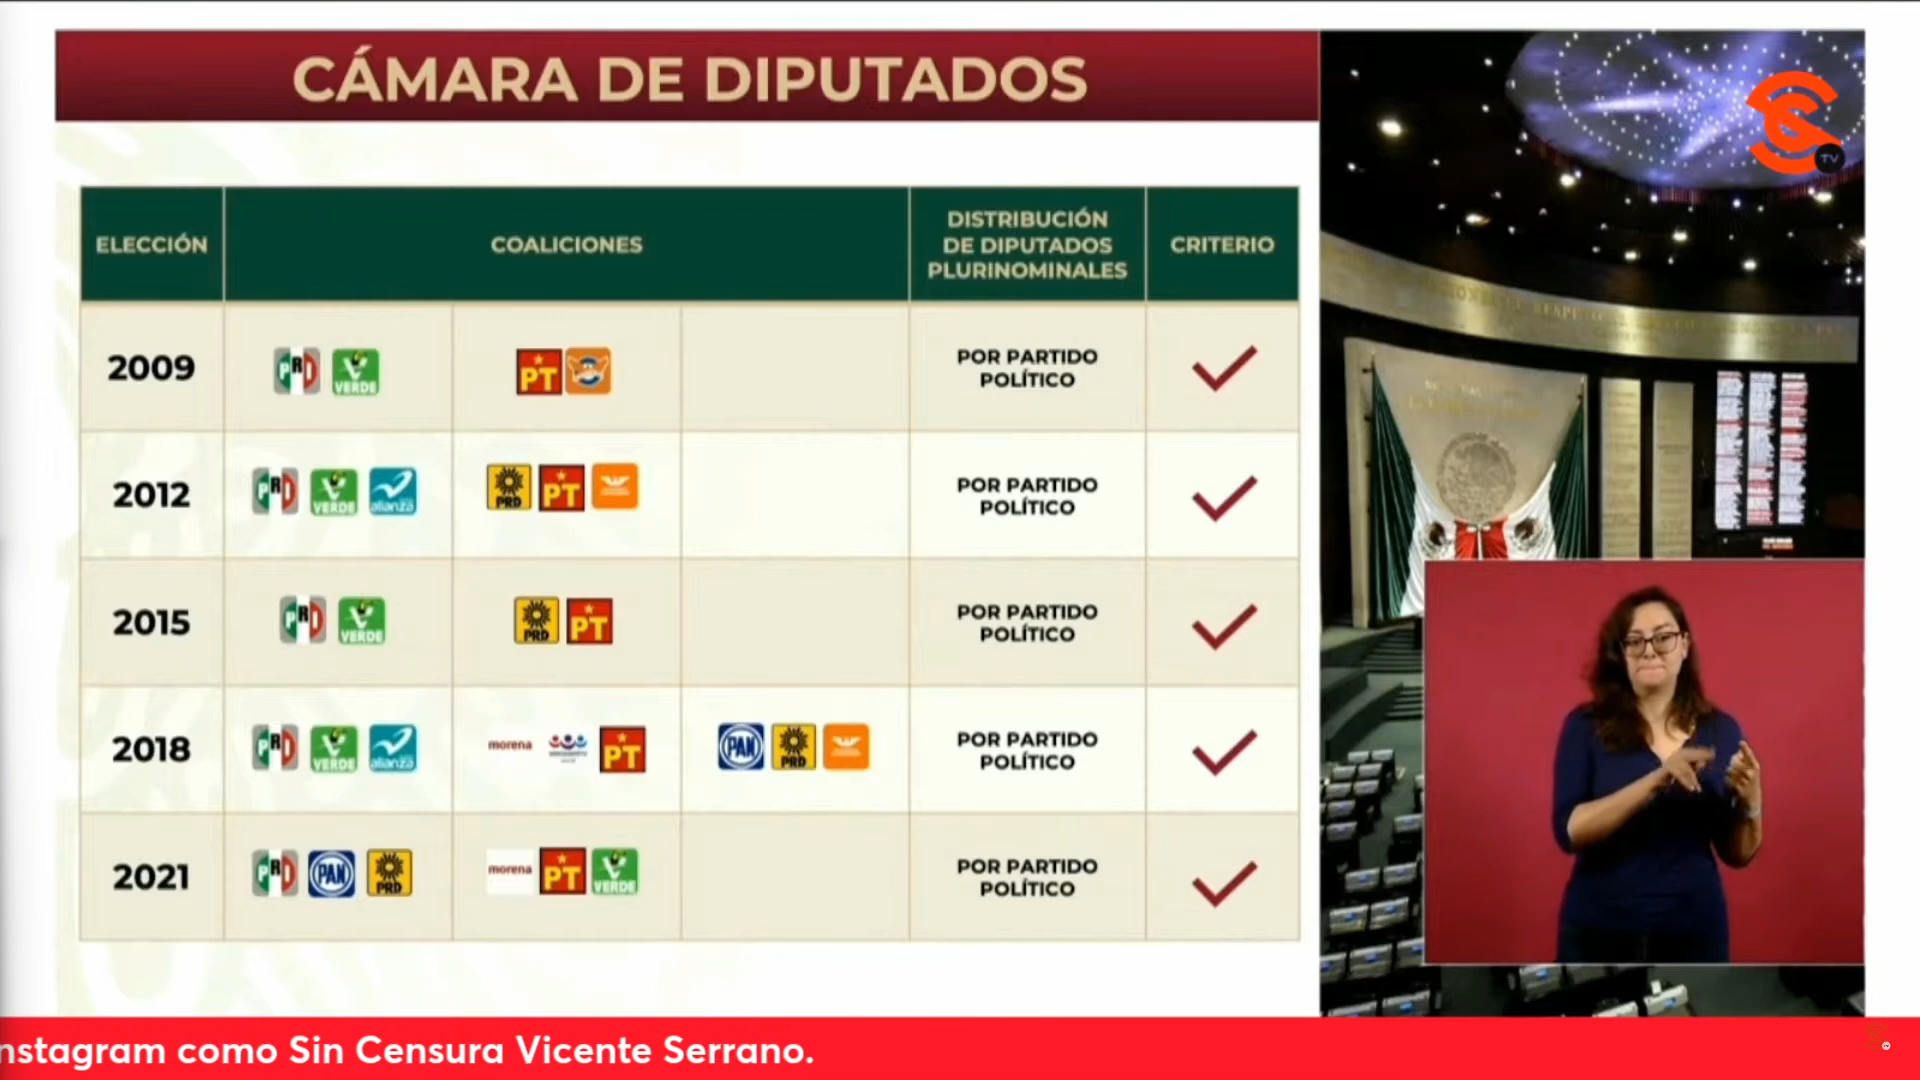 CÁMARA DE DIPUTADOS
TV
ELECCIÓN
COALICIONES
DISTRIBUCIÓN
DE DIPUTADOS
PLURINOMINALES
CRITERIO
2009
PRI VERDE
PT
POR PARTIDO
POLÍTICO
2012
PRI VERDE alianza
PRD PT
POR PARTIDO
POLÍTICO
2015
PRI VERDE
PRD PT
POR PARTIDO
POLÍTICO
2018
PRI VERDE alianza
morena PT
PAN PRD
POR PARTIDO
POLÍTICO
2021
PRI PAN PRD
morena PT VERDE
POR PARTIDO
POLÍTICO
nstagram como Sin Censura Vicente Serrano.